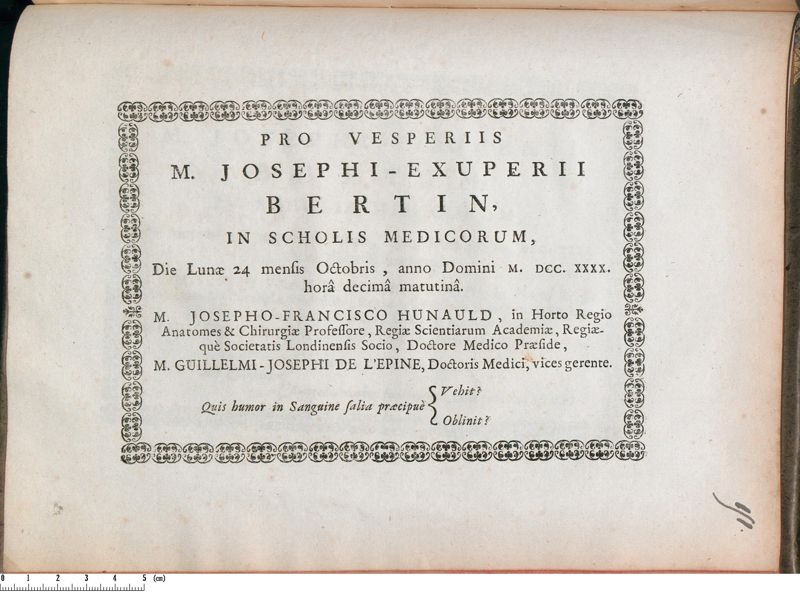 PRO VESPERIIS
M. JOSEPHI-EXUPERII
BERTIN,
IN SCHOLIS MEDICORUM,
Die Lunæ 24 mensis Octobris, anno Domini M. DCC. XXXX.
horâ decimâ matutinâ.
M. JOSEPHO-FRANCISCO HUNAULD, in Horto Regio
Anatomes & Chirurgiæ Professore, Regiæ Scientiarum Academiæ, Regiæ-
què Societatis Londinensis Socio, Doctore Medico Præside,
M. GUILLELMI-JOSEPHI DE L'EPINE, Doctoris Medici, vices gerente.
Quis humor in Sanguine salia præcipuè { Vehit?
Oblinit?
0 1 2 3 4 5 (cm)